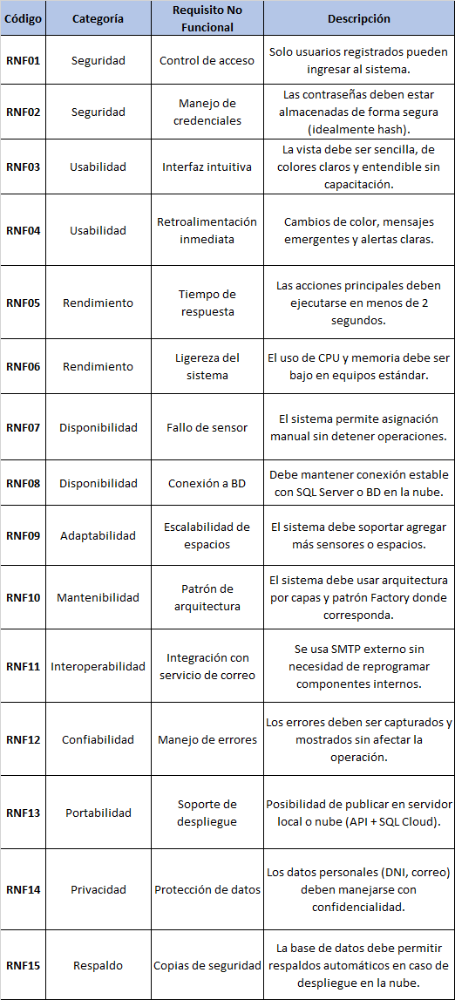 Código Categoría Requisito No Funcional Descripción
RNF01 Seguridad Control de acceso Solo usuarios registrados pueden
ingresar al sistema.
RNF02 Seguridad Manejo de credenciales Las contraseñas deben estar
almacenadas de forma segura
(idealmente hash).
RNF03 Usabilidad Interfaz intuitiva La vista debe ser sencilla, de
colores claros y entendible sin
capacitación.
RNF04 Usabilidad Retroalimentación inmediata Cambios de color, mensajes
emergentes y alertas claras.
RNF05 Rendimiento Tiempo de respuesta Las acciones principales deben
ejecutarse en menos de 2
segundos.
RNF06 Rendimiento Ligereza del sistema El uso de CPU y memoria debe ser
bajo en equipos estándar.
RNF07 Disponibilidad Fallo de sensor El sistema permite asignación
manual sin detener operaciones.
RNF08 Disponibilidad Conexión a BD Debe mantener conexión estable
con SQL Server o BD en la nube.
RNF09 Adaptabilidad Escalabilidad de espacios El sistema debe soportar agregar
más sensores o espacios.
RNF10 Mantenibilidad Patrón de arquitectura El sistema debe usar arquitectura
por capas y patrón Factory donde
corresponda.
RNF11 Interoperabilidad Integración con servicio de correo Se usa SMTP externo sin
necesidad de reprogramar
componentes internos.
RNF12 Confiabilidad Manejo de errores Los errores deben ser capturados y
mostrados sin afectar la
operación.
RNF13 Portabilidad Soporte de despliegue Posibilidad de publicar en servidor
local o nube (API + SQL Cloud).
RNF14 Privacidad Protección de datos Los datos personales (DNI, correo)
deben manejarse con
confidencialidad.
RNF15 Respaldo Copias de seguridad La base de datos debe permitir
respaldos automáticos en caso de
despliegue en la nube.